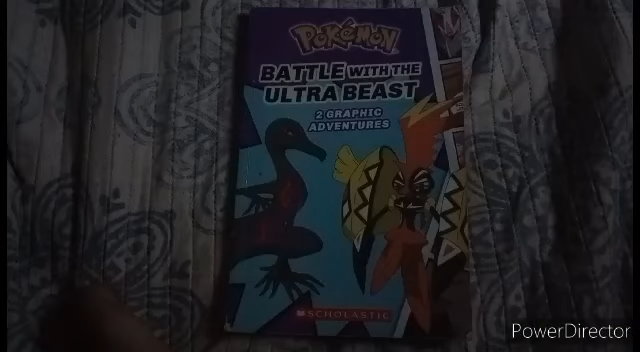 POKÉMON
BATTLE WITH THE
ULTRA BEAST
2 GRAPHIC
ADVENTURES
SCHOLASTIC
PowerDirector